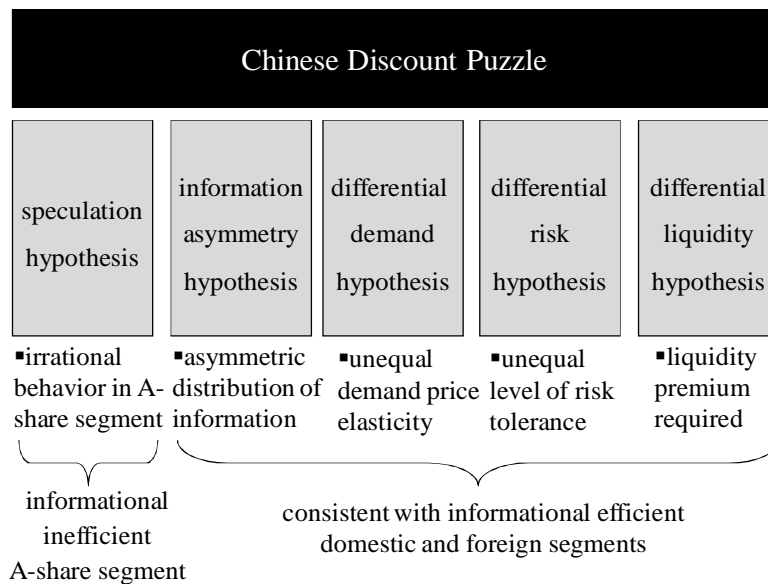 Chinese Discount Puzzle
speculation
hypothesis
information
asymmetry
hypothesis
differential
demand
hypothesis
differential
risk
hypothesis
differential
liquidity
hypothesis
▪irrational
behavior in A-
share segment
▪asymmetric
distribution of
information
▪unequal
demand price
elasticity
▪unequal
level of risk
tolerance
▪liquidity
premium
required
informational
inefficient
A-share segment
consistent with informational efficient
domestic and foreign segments